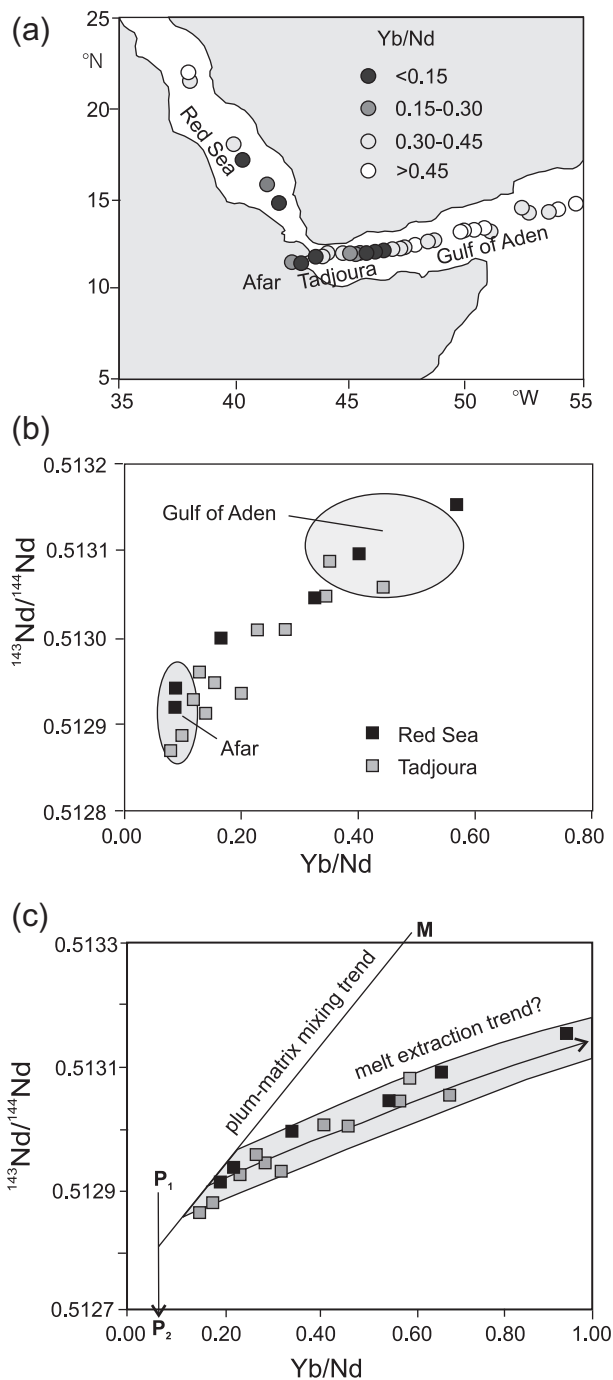 (a)
25
°N
20
15
10
5
35
40
45
50
°W
55
Yb/Nd
<0.15
0.15-0.30
0.30-0.45
>0.45
Red Sea
Afar
Tadjoura
Gulf of Aden
(b)
0.5132
0.5131
0.5130
0.5129
0.5128
143Nd/144Nd
Gulf of Aden
Afar
Red Sea
Tadjoura
0.00
0.20
0.40
0.60
0.80
Yb/Nd
(c)
M
0.5133
0.5131
0.5129
0.5127
143Nd/144Nd
plum-matrix mixing trend
melt extraction trend?
P1
P2
0.00
0.20
0.40
0.60
0.80
1.00
Yb/Nd